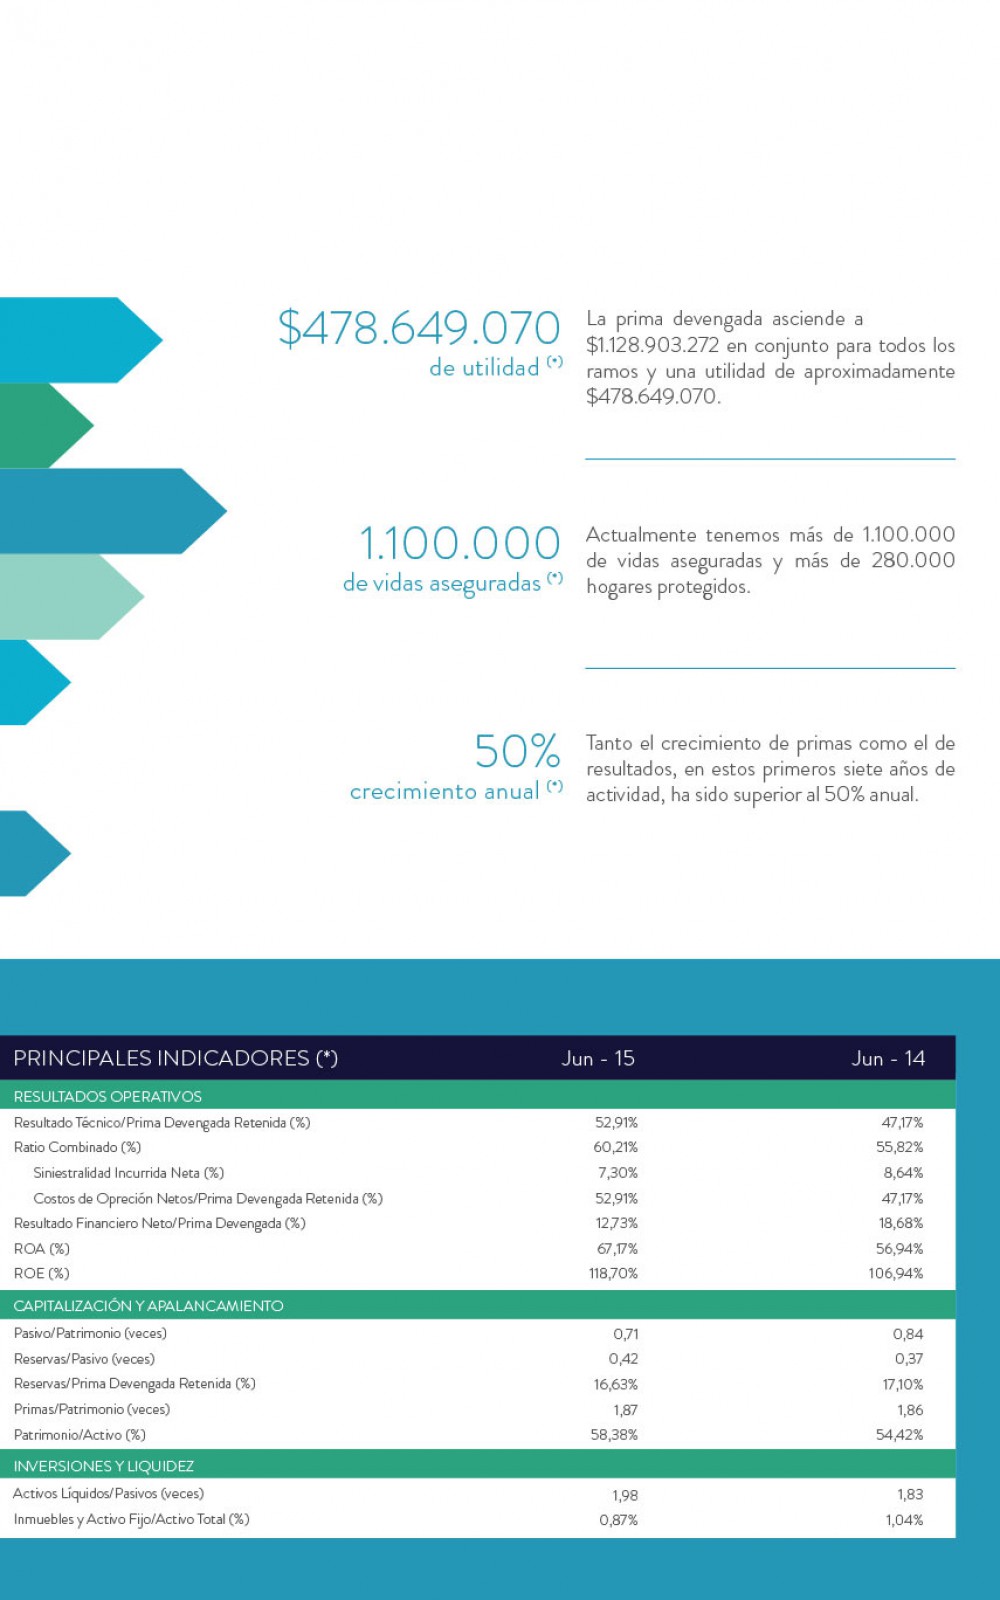 $478.649.070
de utilidad (*)
La prima devengada asciende a
$1.128.903.272 en conjunto para todos los
ramos y una utilidad de aproximadamente
$478.649.070.
1.100.000
de vidas aseguradas (*)
Actualmente tenemos más de 1.100.000
de vidas aseguradas y más de 280.000
hogares protegidos.
50%
crecimiento anual (*)
Tanto el crecimiento de primas como el de
resultados, en estos primeros siete años de
actividad, ha sido superior al 50% anual.
PRINCIPALES INDICADORES (*) Jun - 15 Jun - 14
RESULTADOS OPERATIVOS
Resultado Técnico/Prima Devengada Retenida (%) 52,91% 47,17%
Ratio Combinado (%) 60,21% 55,82%
Siniestralidad Incurrida Neta (%) 7,30% 8,64%
Costos de Opreción Netos/Prima Devengada Retenida (%) 52,91% 47,17%
Resultado Financiero Neto/Prima Devengada (%) 12,73% 18,68%
ROA (%) 67,17% 56,94%
ROE (%) 118,70% 106,94%
CAPITALIZACIÓN Y APALANCAMIENTO
Pasivo/Patrimonio (veces) 0,71 0,84
Reservas/Pasivo (veces) 0,42 0,37
Reservas/Prima Devengada Retenida (%) 16,63% 17,10%
Primas/Patrimonio (veces) 1,87 1,86
Patrimonio/Activo (%) 58,38% 54,42%
INVERSIONES Y LIQUIDEZ
Activos Líquidos/Pasivos (veces) 1,98 1,83
Inmuebles y Activo Fijo/Activo Total (%) 0,87% 1,04%